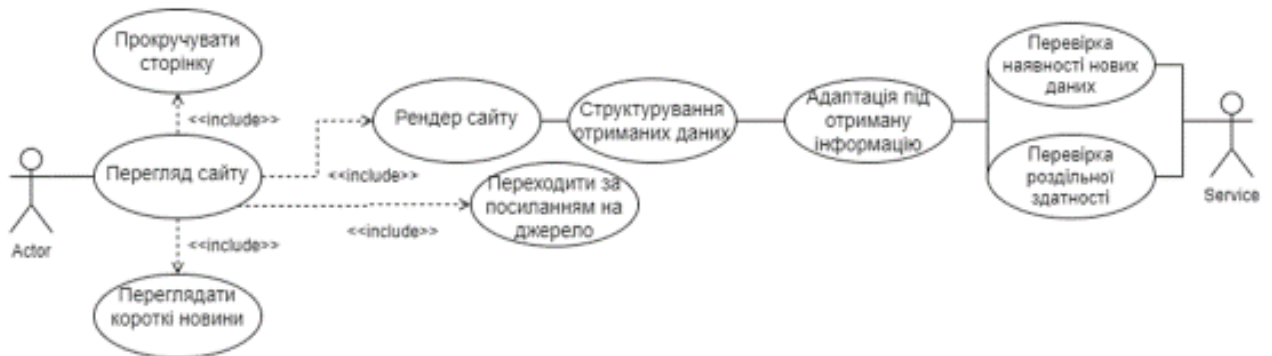 Прокручувати
сторінку
<<include>>
Перегляд сайту
Actor
<<include>>
Переглядати
короткі новини
<<include>>
Рендер сайту
<<include>>
Переходити за
посиланням на
джерело
Структурування
отриманих даних
Адаптація під
отриману
інформацію
Перевірка
наявності нових
даних
Перевірка
роздільної
здатності
Service